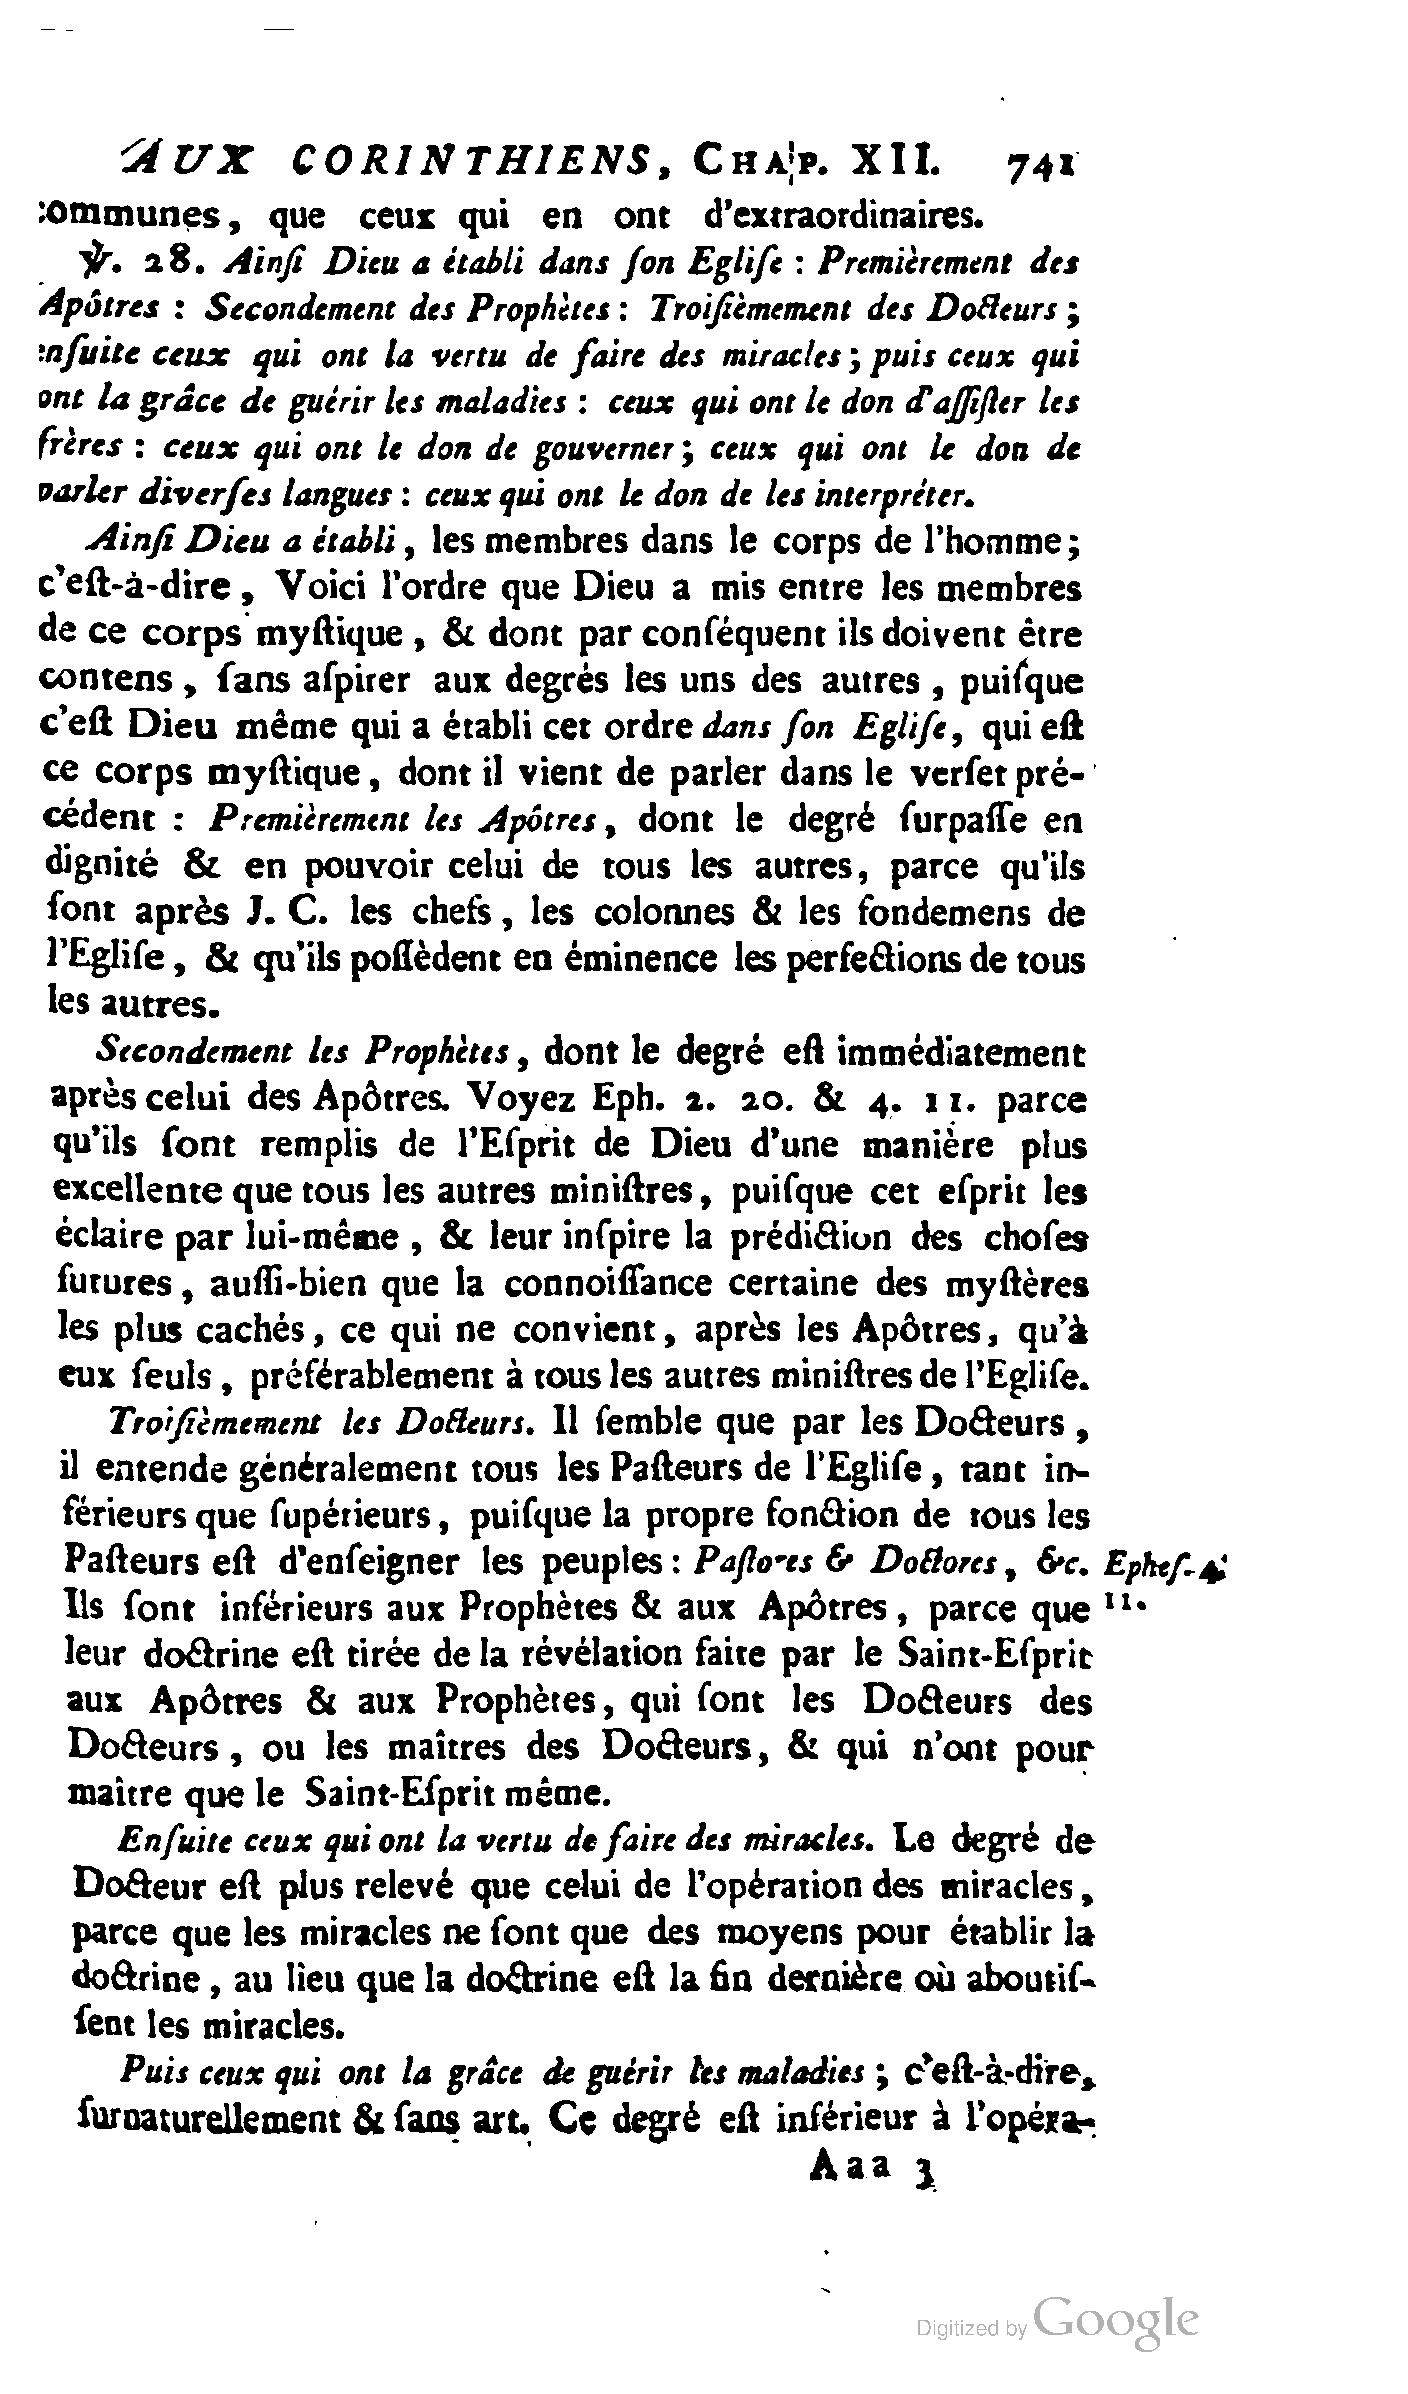 AUX CORINTHIENS, CHAP. XII. 741
communes, que ceux qui en ont d'extraordinaires.
℣. 28. Ainſi Dieu a établi dans ſon Egliſe : Premièrement des
Apôtres : Secondement des Prophètes : Troiſièmement des Docteurs ;
enſuite ceux qui ont la vertu de faire des miracles ; puis ceux qui
ont la grâce de guérir les maladies : ceux qui ont le don d'aſſiſter les
frères : ceux qui ont le don de gouverner ; ceux qui ont le don de
parler diverſes langues : ceux qui ont le don de les interpréter.
Ainſi Dieu a établi, les membres dans le corps de l'homme ;
c'eſt-à-dire, Voici l'ordre que Dieu a mis entre les membres
de ce corps myſtique, & dont par conſéquent ils doivent être
contens, ſans aſpirer aux degrés les uns des autres, puiſque
c'eſt Dieu même qui a établi cet ordre dans ſon Egliſe, qui eſt
ce corps myſtique, dont il vient de parler dans le verſet pré-
cédent : Premièrement les Apôtres, dont le degré ſurpaſſe en
dignité & en pouvoir celui de tous les autres, parce qu'ils
ſont après J. C. les chefs, les colonnes & les fondemens de
l'Egliſe, & qu'ils poſſèdent en éminence les perfections de tous
les autres.
Secondement les Prophètes, dont le degré eſt immédiatement
après celui des Apôtres. Voyez Eph. 2. 20. & 4. 11. parce
qu'ils ſont remplis de l'Eſprit de Dieu d'une manière plus
excellente que tous les autres miniſtres, puiſque cet eſprit les
éclaire par lui-même, & leur inſpire la prédiction des choſes
futures, auſſi-bien que la connoiſſance certaine des myſtères
les plus cachés, ce qui ne convient, après les Apôtres, qu'à
eux ſeuls, préférablement à tous les autres miniſtres de l'Egliſe.
Troiſièmement les Docteurs. Il ſemble que par les Docteurs,
il entende généralement tous les Paſteurs de l'Egliſe, tant in-
férieurs que ſupérieurs, puiſque la propre fonction de tous les
Paſteurs eſt d'enſeigner les peuples : Paſtores & Doctores, &c. Epheſ. 4.
Ils ſont inférieurs aux Prophètes & aux Apôtres, parce que 11.
leur doctrine eſt tirée de la révélation faite par le Saint-Eſprit
aux Apôtres & aux Prophètes, qui ſont les Docteurs des
Docteurs, ou les maîtres des Docteurs, & qui n'ont pour
maître que le Saint-Eſprit même.
Enſuite ceux qui ont la vertu de faire des miracles. Le degré de
Docteur eſt plus relevé que celui de l'opération des miracles,
parce que les miracles ne ſont que des moyens pour établir la
doctrine, au lieu que la doctrine eſt la fin dernière où aboutiſ-
ſent les miracles.
Puis ceux qui ont la grâce de guérir les maladies ; c'eſt-à-dire,
ſurnaturellement & ſans art. Ce degré eſt inférieur à l'opéra-
Aaa 3
Digitized by Google